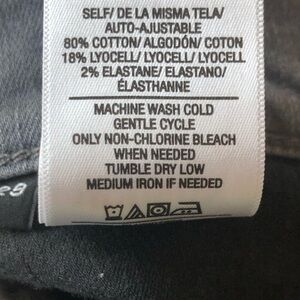 SELF/ DE LA MISMA TELA/
AUTO-AJUSTABLE
80% COTTON/ ALGODÓN/ COTON
18% LYOCELL/ LYOCELL/ LYOCELL
2% ELASTANE/ ELASTANO/
ÉLASTHANNE
MACHINE WASH COLD
GENTLE CYCLE
ONLY NON-CHLORINE BLEACH
WHEN NEEDED
TUMBLE DRY LOW
MEDIUM IRON IF NEEDED